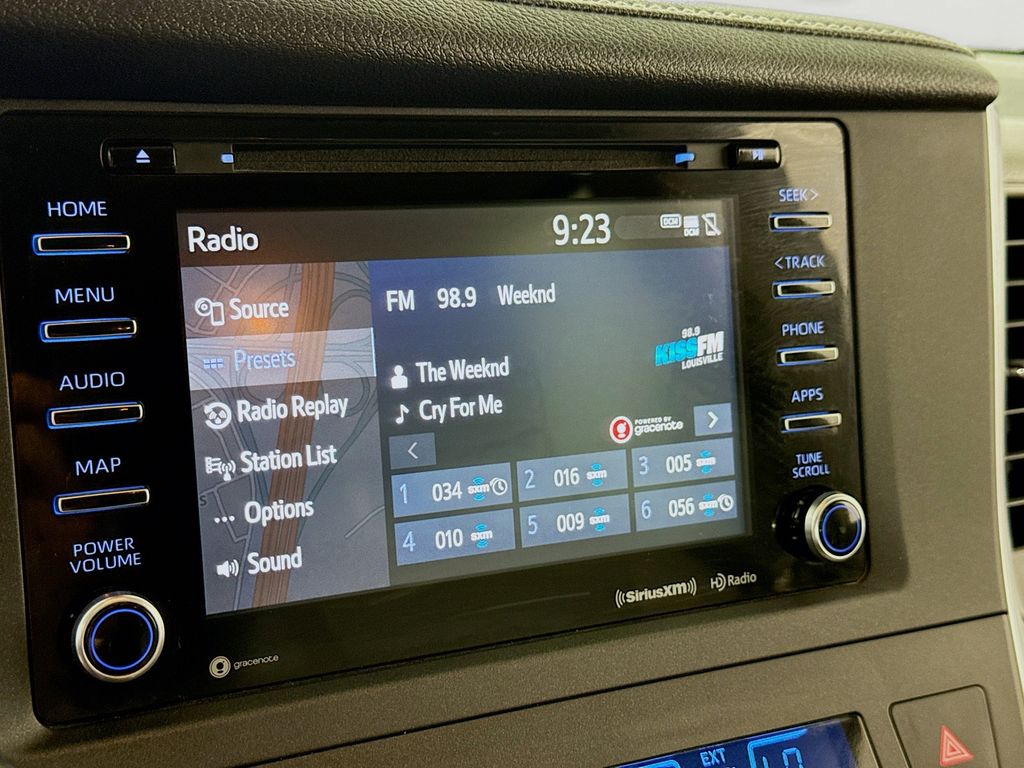 HOME
MENU
AUDIO
MAP
POWER
VOLUME
Radio
9:23
DCM
DCM
Source
Presets
Radio Replay
Station List
Options
Sound
FM 98.9 Weeknd
98.9
KISSFM
LOUISVILLE
The Weeknd
Cry For Me
POWERED BY
gracenote
<
>
1 034 sxm
2 016 sxm
3 005 sxm
4 010 sxm
5 009 sxm
6 056 sxm
SEEK >
< TRACK
PHONE
APPS
TUNE
SCROLL
((SiriusXM))
HD Radio
gracenote
EXT